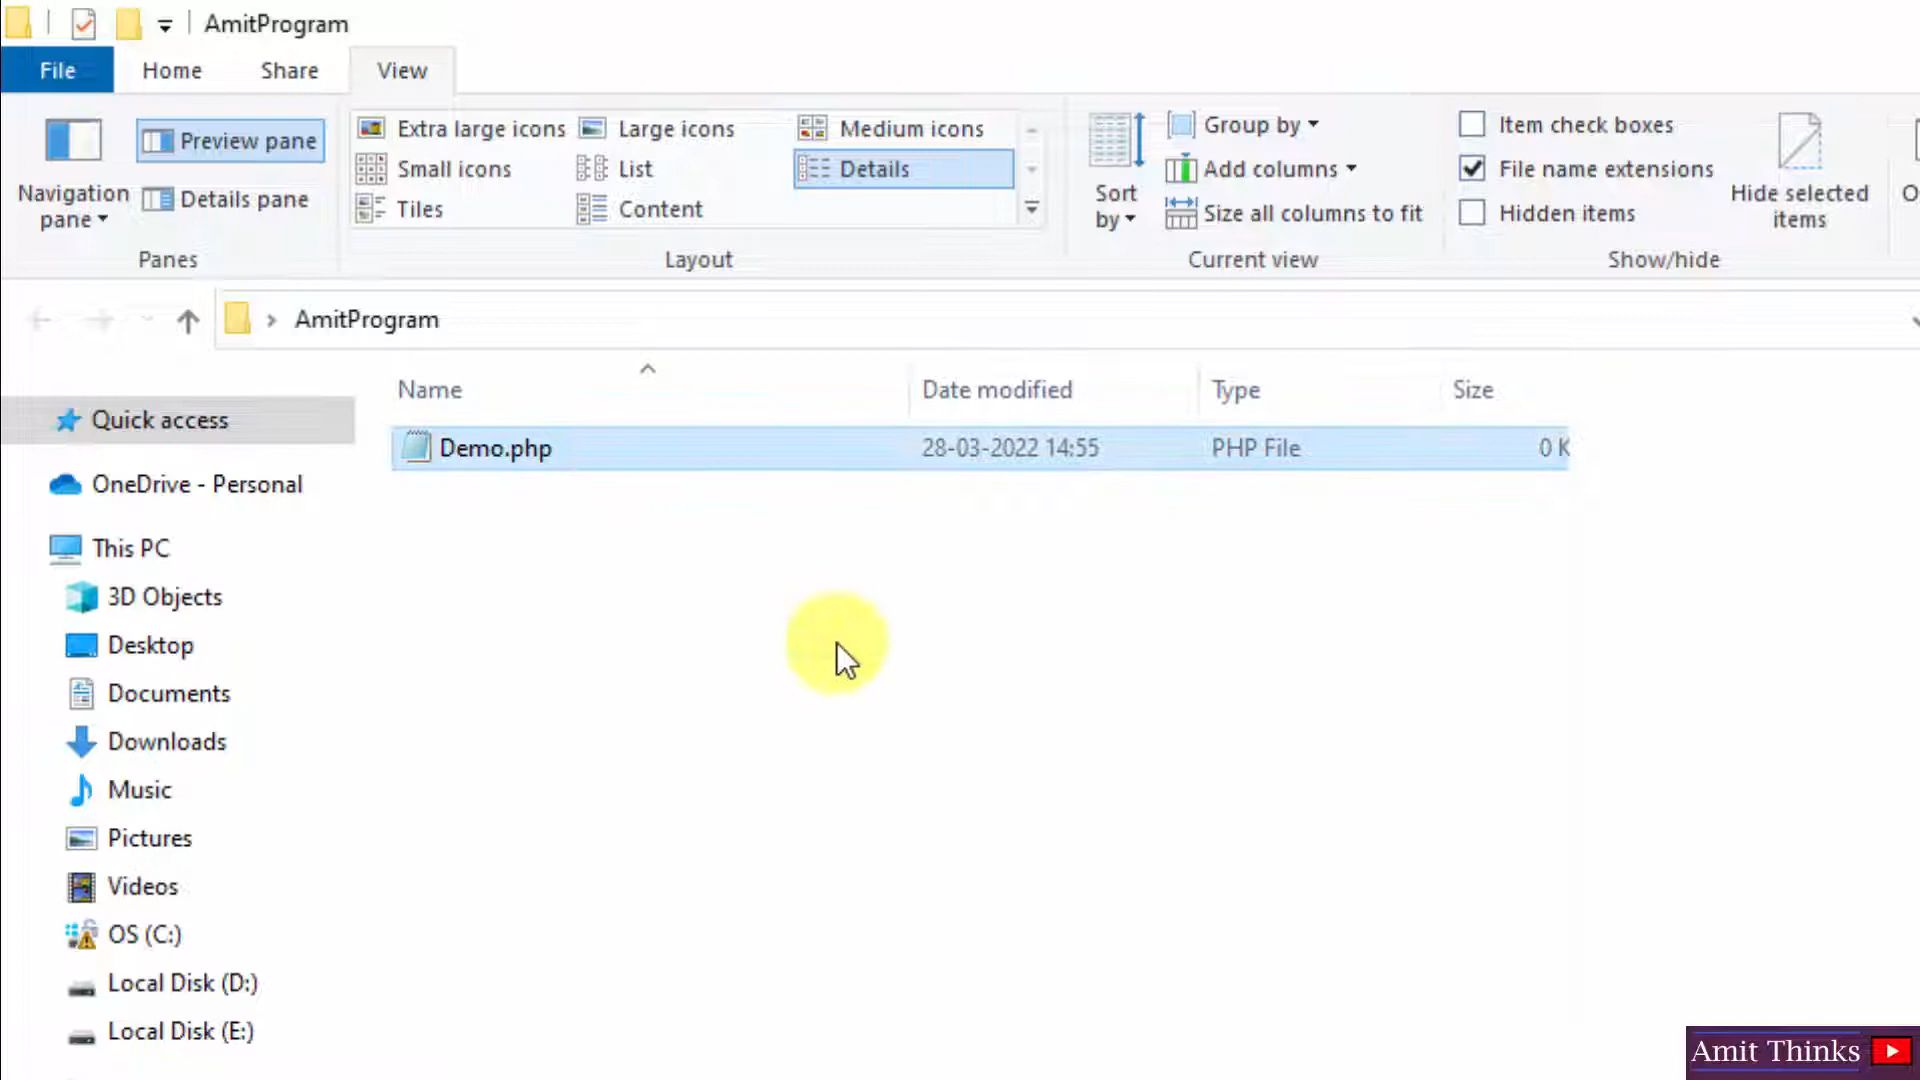 AmitProgram
File Home Share View
Navigation pane
Preview pane
Details pane
Panes
Extra large icons Large icons Medium icons
Small icons List Details
Tiles Content
Layout
Sort by
Group by
Add columns
Size all columns to fit
Current view
Item check boxes
File name extensions
Hidden items
Hide selected items
Show/hide
AmitProgram
Name Date modified Type Size
Demo.php 28-03-2022 14:55 PHP File 0 K
Quick access
OneDrive - Personal
This PC
3D Objects
Desktop
Documents
Downloads
Music
Pictures
Videos
OS (C:)
Local Disk (D:)
Local Disk (E:)
Amit Thinks